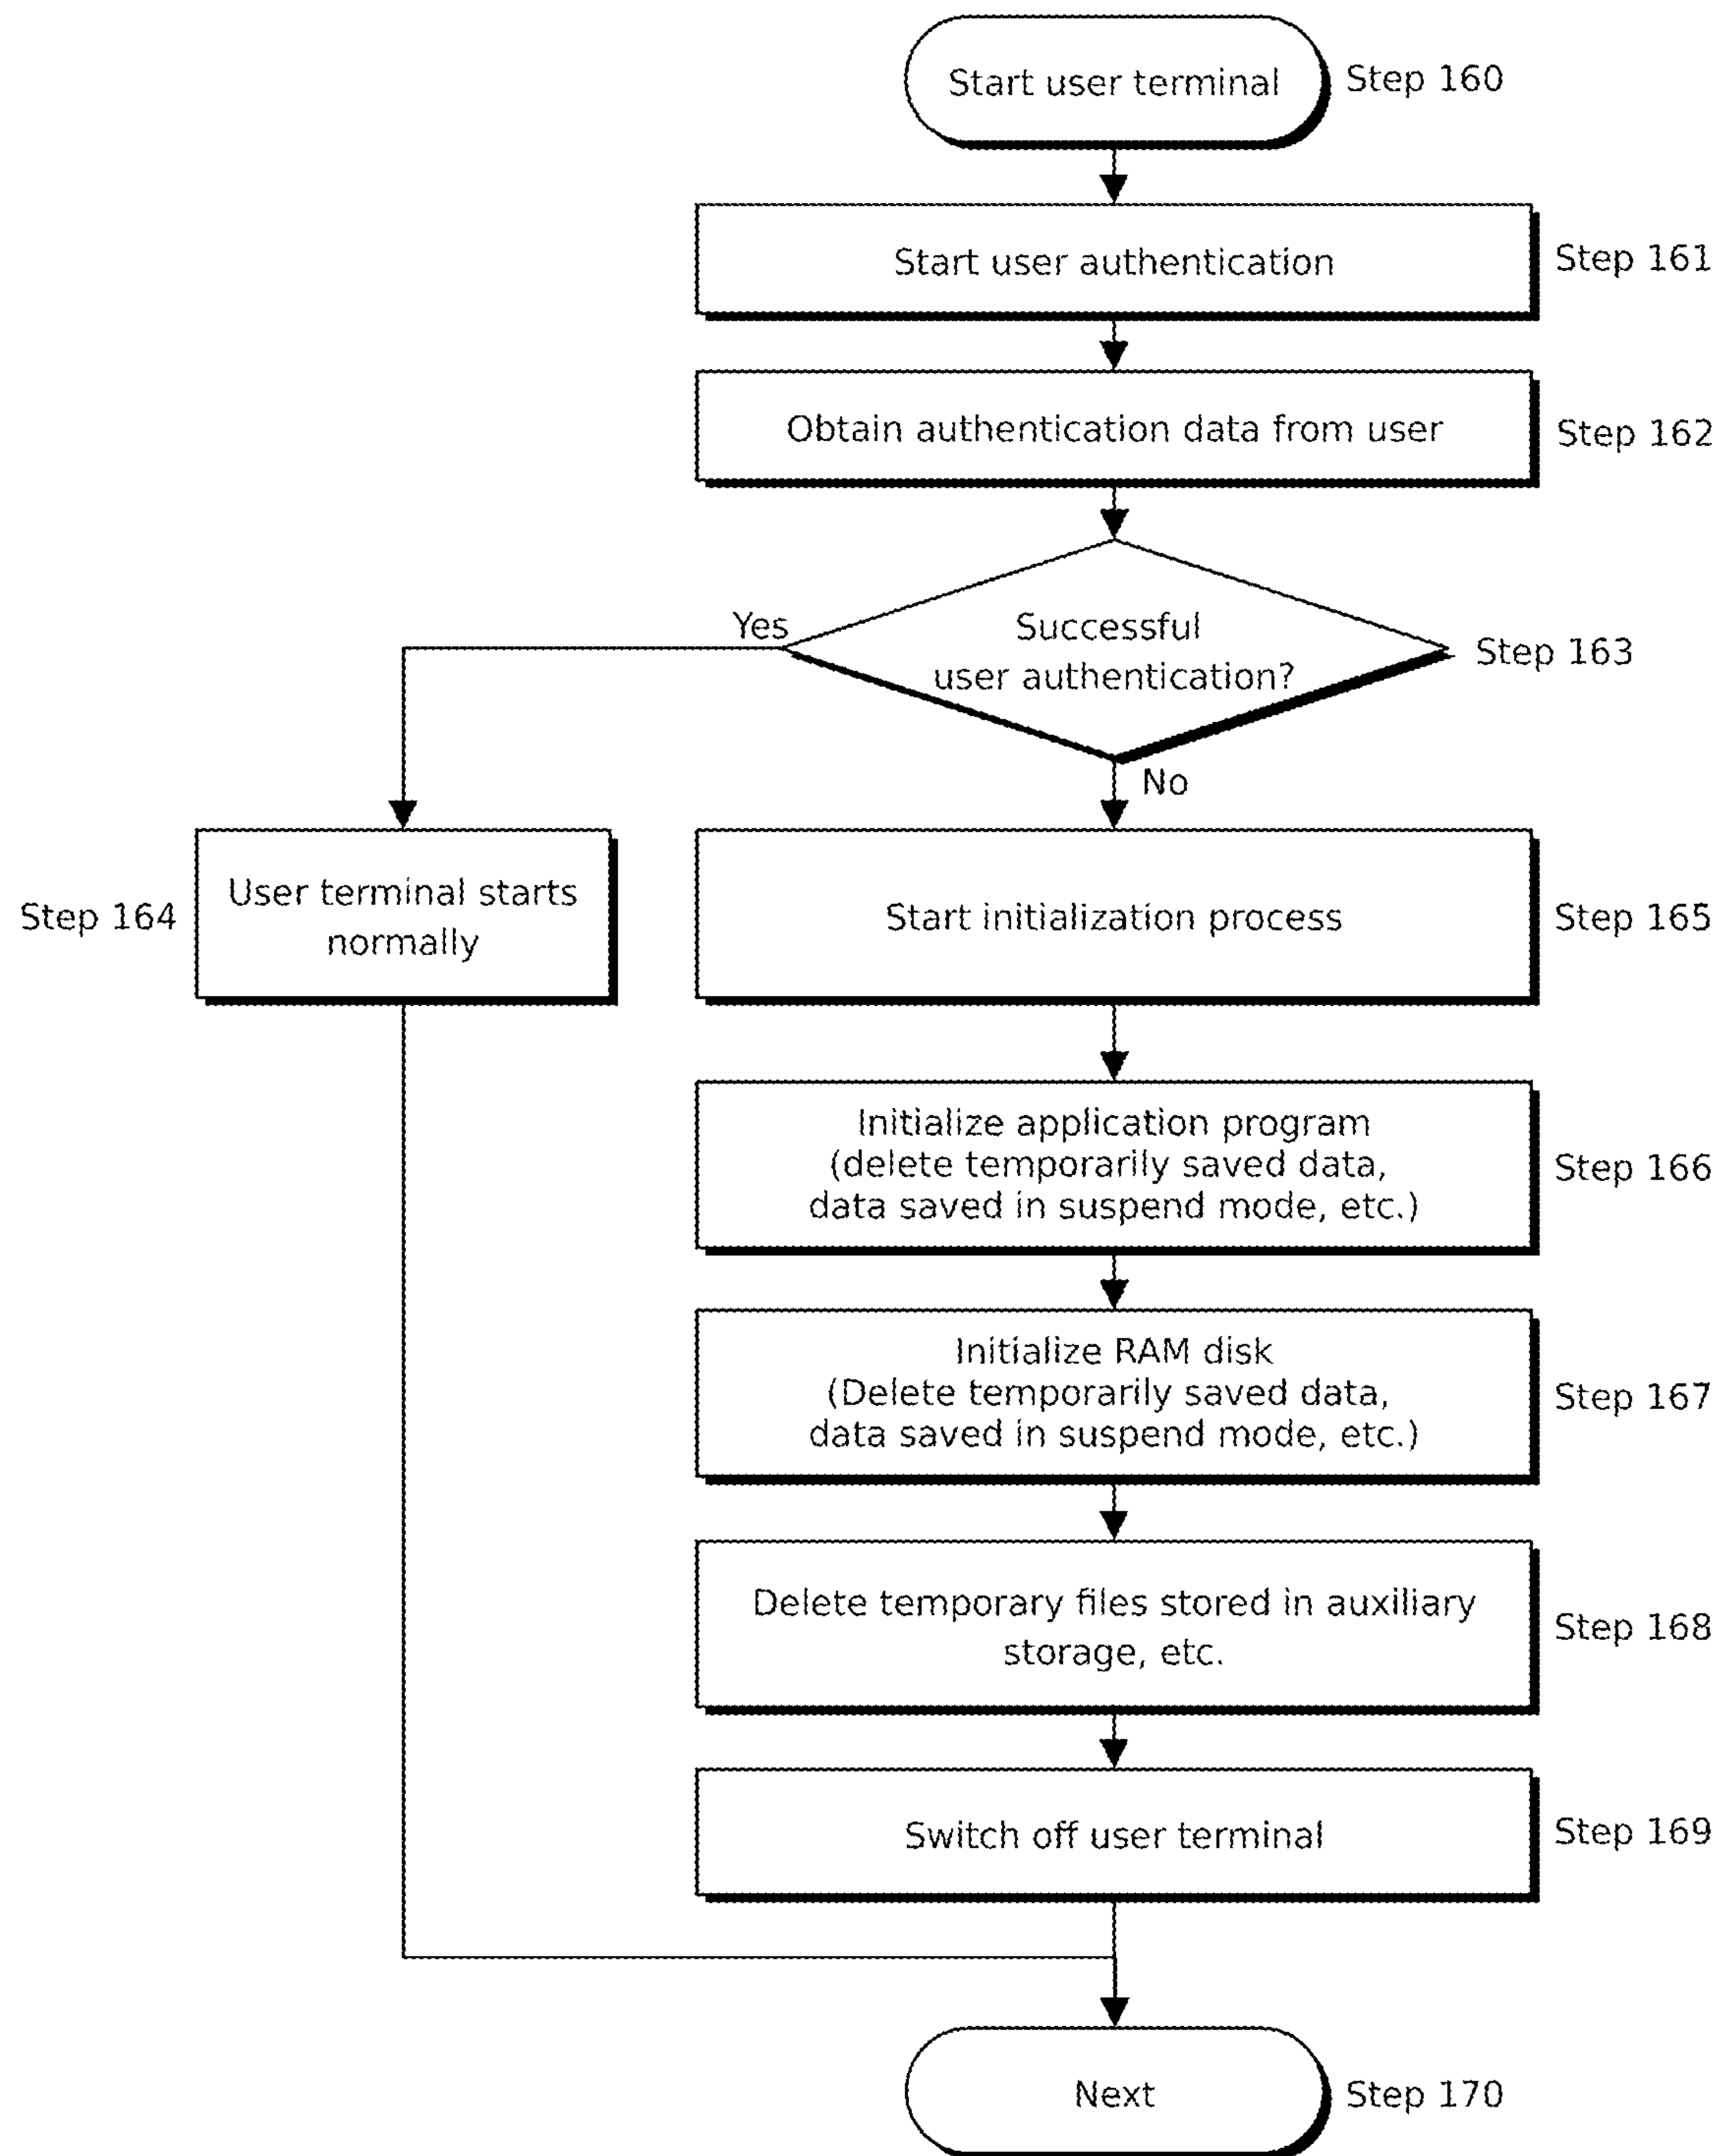 Start user terminal
Step 160
Start user authentication
Step 161
Obtain authentication data from user
Step 162
Yes
Successful
user authentication?
Step 163
No
Step 164
User terminal starts
normally
Start initialization process
Step 165
Initialize application program
(delete temporarily saved data,
data saved in suspend mode, etc.)
Step 166
Initialize RAM disk
(Delete temporarily saved data,
data saved in suspend mode, etc.)
Step 167
Delete temporary files stored in auxiliary
storage, etc.
Step 168
Switch off user terminal
Step 169
Next
Step 170